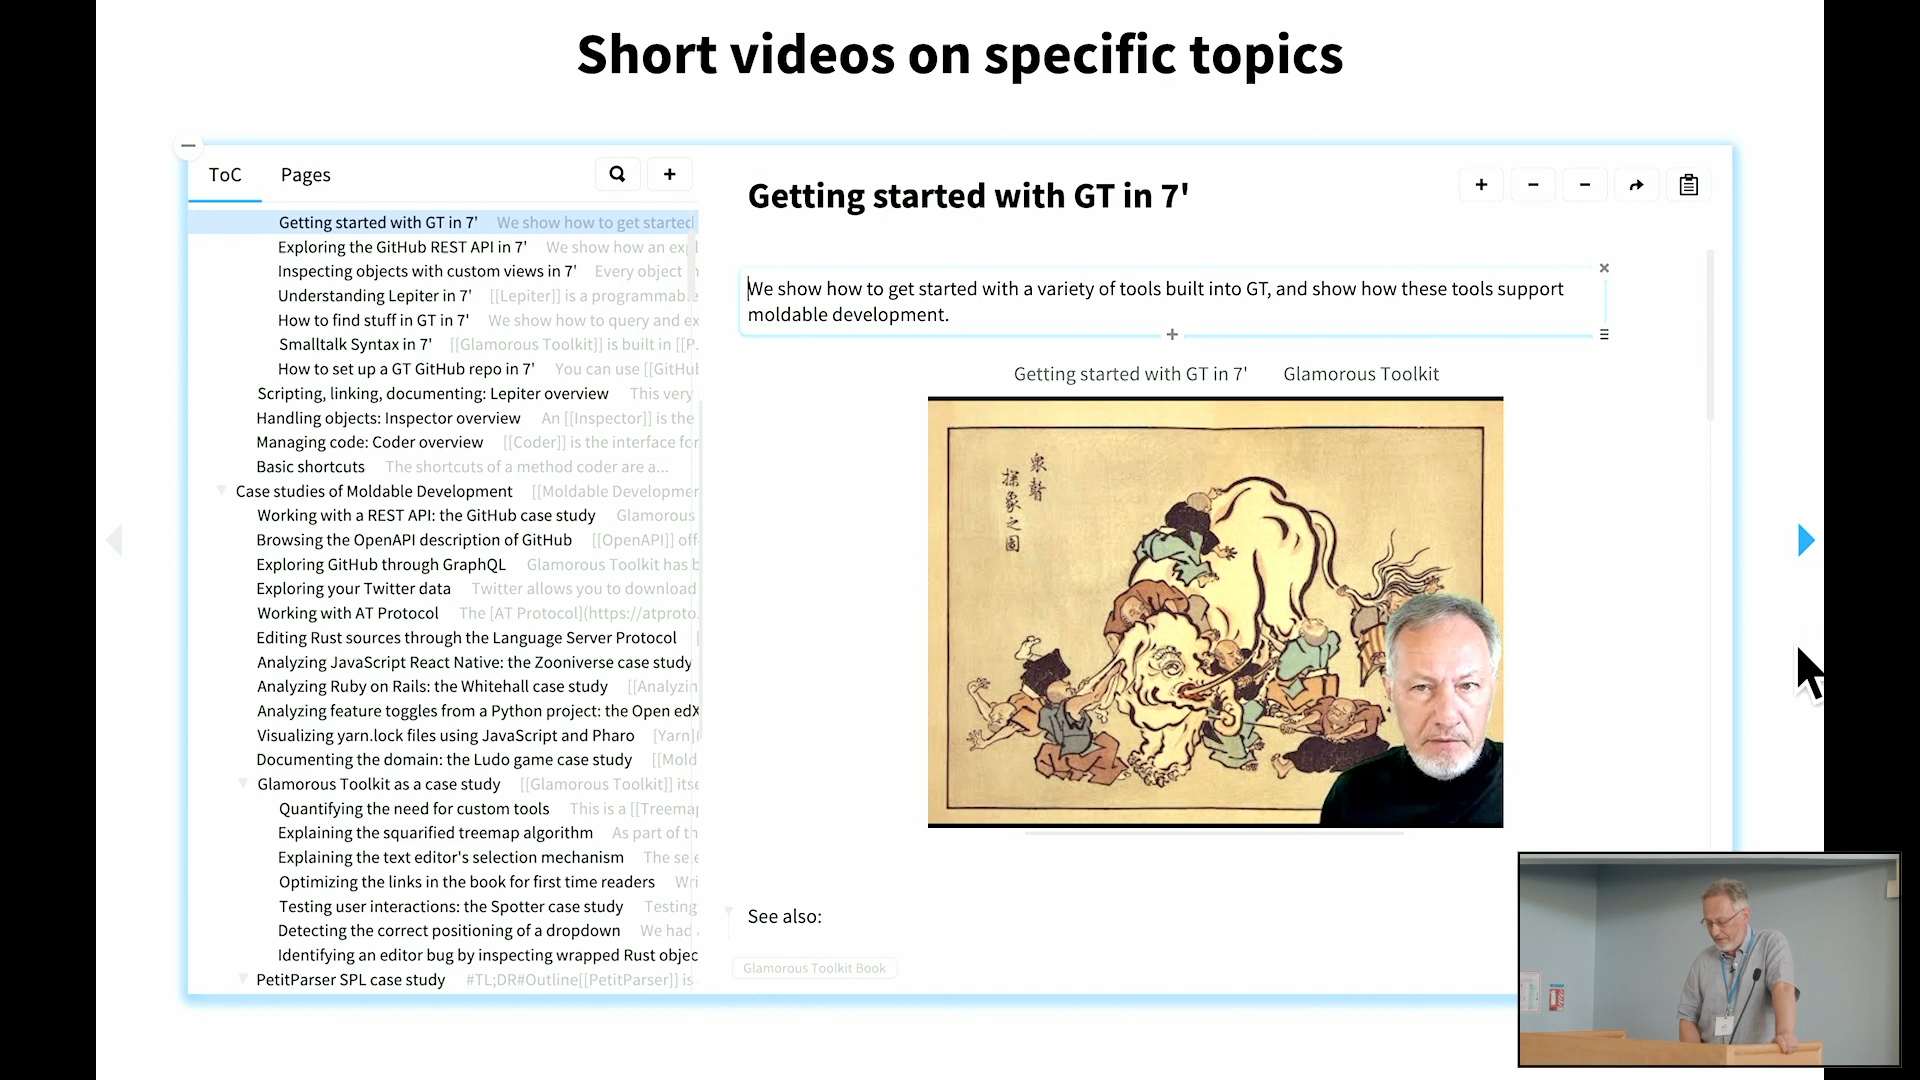 Short videos on specific topics
ToC Pages
Getting started with GT in 7' We show how to get started
Exploring the GitHub REST API in 7' We show how an
Inspecting objects with custom views in 7' Every object
Understanding Lepiter in 7' [[Lepiter]] is a programmable
How to find stuff in GT in 7' We show how to query and ex
Smalltalk Syntax in 7' [[Glamorous Toolkit]] is built in [[P.
How to set up a GT GitHub repo in 7' You can use [[GitHub
Scripting, linking, documenting: Lepiter overview This very
Handling objects: Inspector overview An [[Inspector]] is the
Managing code: Coder overview [[Coder]] is the interface for
Basic shortcuts The shortcuts of a method coder are a...
Case studies of Moldable Development [[Moldable Developmen
Working with a REST API: the GitHub case study Glamorous
Browsing the OpenAPI description of GitHub [[OpenAPI]] off
Exploring GitHub through GraphQL Glamorous Toolkit has b
Exploring your Twitter data Twitter allows you to download
Working with AT Protocol The [AT Protocol](https://atproto.
Editing Rust sources through the Language Server Protocol [
Analyzing JavaScript React Native: the Zooniverse case study
Analyzing Ruby on Rails: the Whitehall case study [[Analyzin
Analyzing feature toggles from a Python project: the Open edX
Visualizing yarn.lock files using JavaScript and Pharo [Yarn]
Documenting the domain: the Ludo game case study [[Mold
Glamorous Toolkit as a case study [[Glamorous Toolkit]] itse
Quantifying the need for custom tools This is a [[Treemap
Explaining the squarified treemap algorithm As part of th
Explaining the text editor's selection mechanism The sele
Optimizing the links in the book for first time readers Wri
Testing user interactions: the Spotter case study Testing
Detecting the correct positioning of a dropdown We had
Identifying an editor bug by inspecting wrapped Rust objec
PetitParser SPL case study #TL;DR#Outline[[PetitParser]] is
Getting started with GT in 7'
We show how to get started with a variety of tools built into GT, and show how these tools support
moldable development.
Getting started with GT in 7' Glamorous Toolkit
衆瞽
探象之圖
See also:
Glamorous Toolkit Book